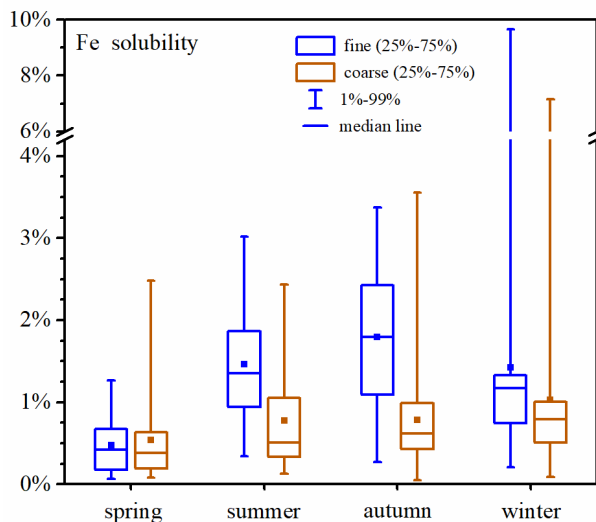 10%
Fe solubility
fine (25%-75%)
8%
coarse (25%-75%)
1%-99%
6%
median line
4%
3%
2%
1%
0%
spring summer autumn winter